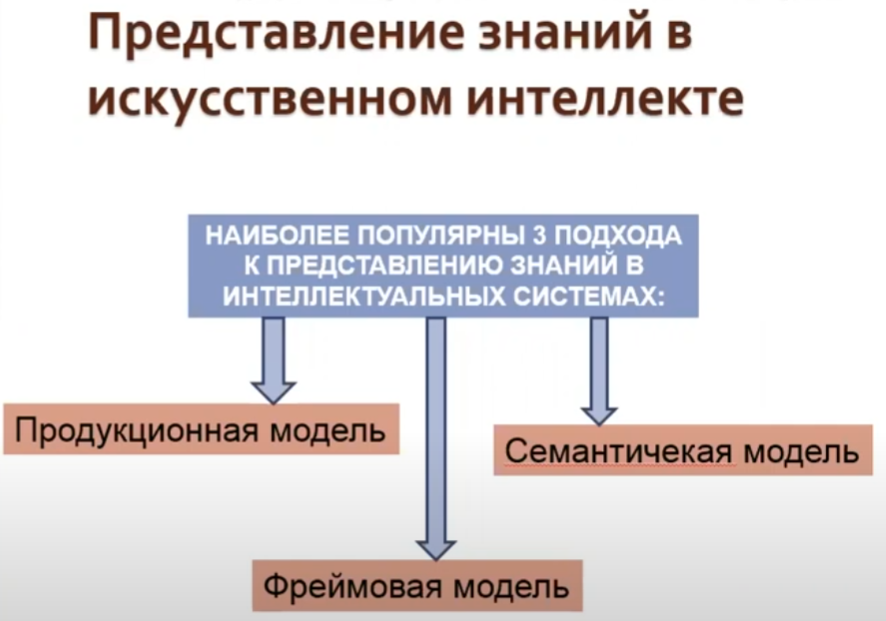 Представление знаний в
искусственном интеллекте
НАИБОЛЕЕ ПОПУЛЯРНЫ 3 ПОДХОДА
К ПРЕДСТАВЛЕНИЮ ЗНАНИЙ В
ИНТЕЛЛЕКТУАЛЬНЫХ СИСТЕМАХ:
Продукционная модель
Семантичекая модель
Фреймовая модель